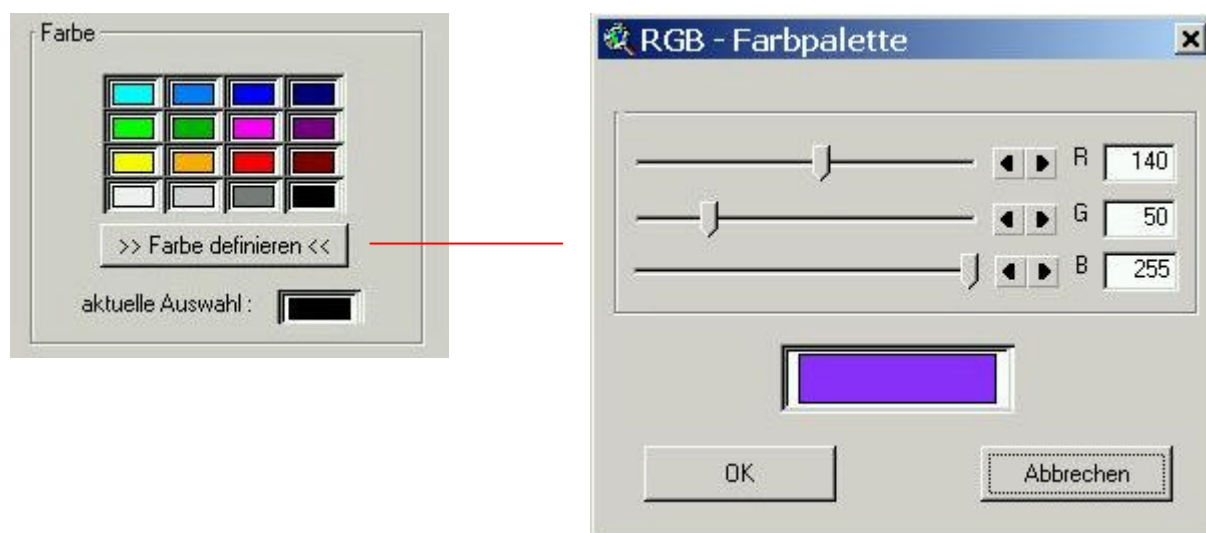 Farbe
>> Farbe definieren <<
aktuelle Auswahl :
RGB - Farbpalette
R 140
G 50
B 255
OK
Abbrechen